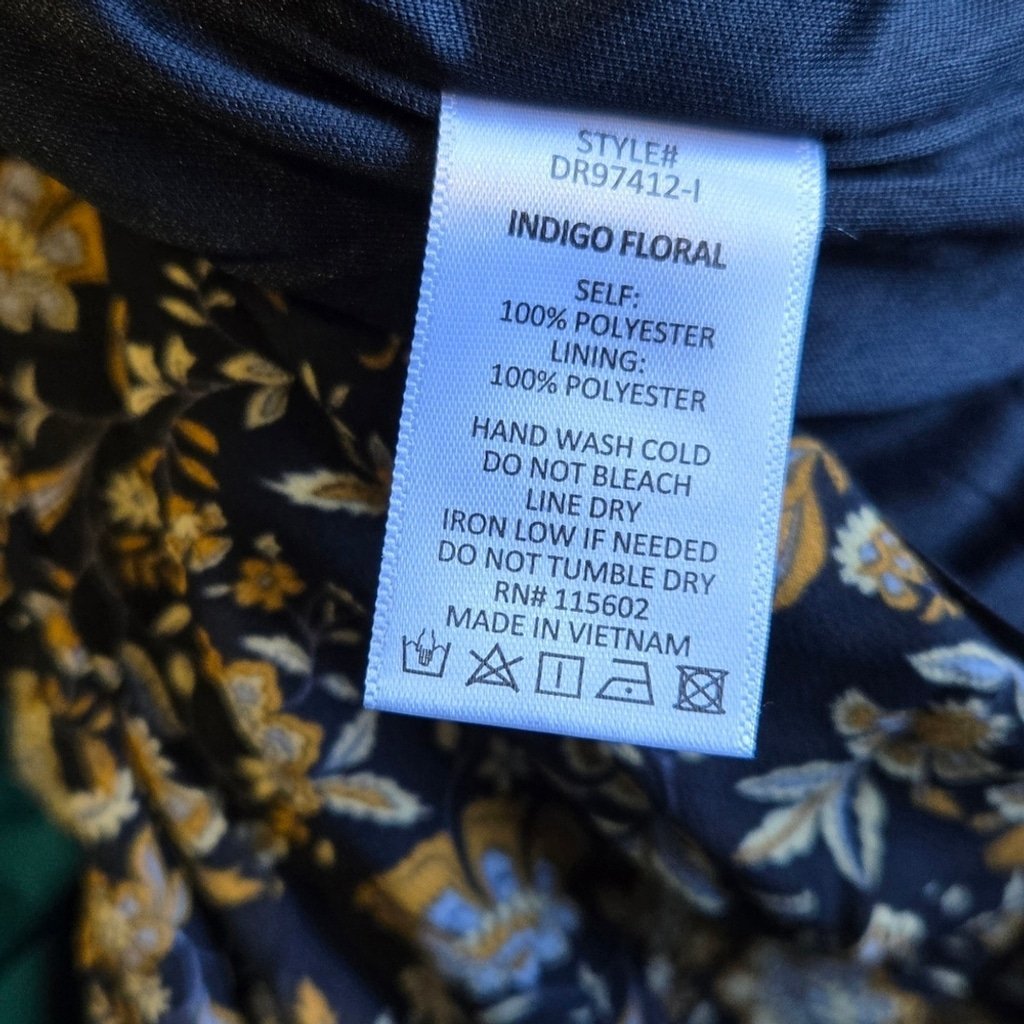 STYLE#
DR97412-I
INDIGO FLORAL
SELF:
100% POLYESTER
LINING:
100% POLYESTER
HAND WASH COLD
DO NOT BLEACH
LINE DRY
IRON LOW IF NEEDED
DO NOT TUMBLE DRY
RN# 115602
MADE IN VIETNAM